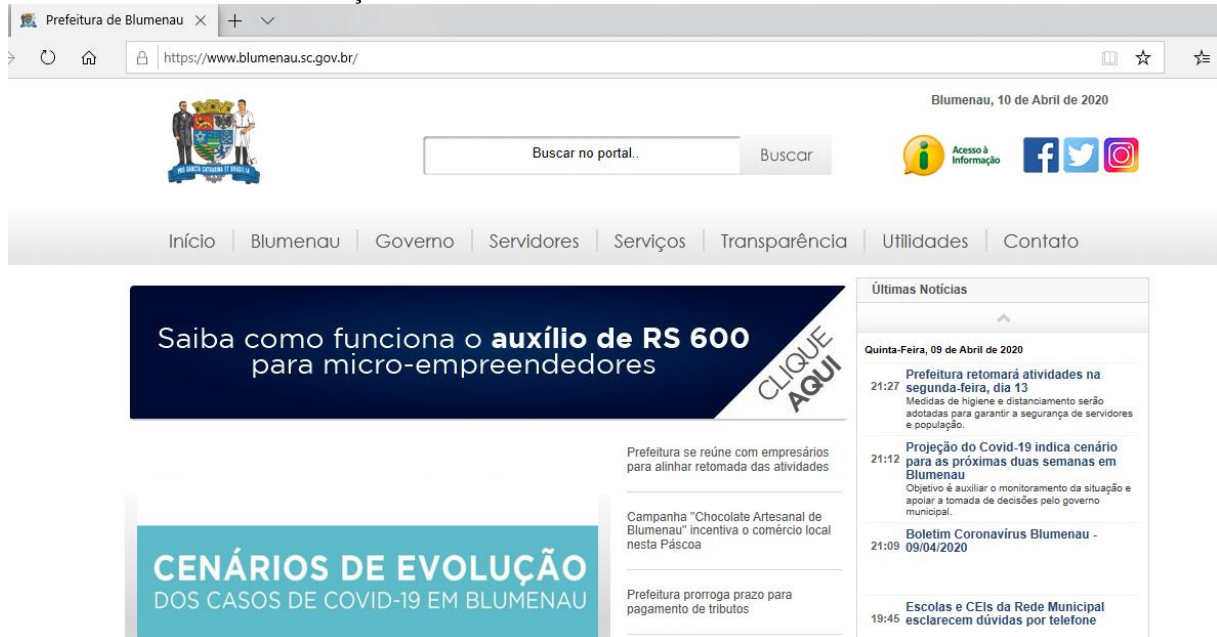 Prefeitura de Blumenau
https://www.blumenau.sc.gov.br/
Blumenau, 10 de Abril de 2020
Buscar no portal..
Buscar
Acesso à
Informação
Início
Blumenau
Governo
Servidores
Serviços
Transparência
Utilidades
Contato
Saiba como funciona o auxílio de RS 600
para micro-empreendedores
CLIQUE
AQUI
Prefeitura se reúne com empresários
para alinhar retomada das atividades
Campanha "Chocolate Artesanal de
Blumenau" incentiva o comércio local
nesta Páscoa
Prefeitura prorroga prazo para
pagamento de tributos
CENÁRIOS DE EVOLUÇÃO
DOS CASOS DE COVID-19 EM BLUMENAU
Últimas Notícias
Quinta-Feira, 09 de Abril de 2020
21:27
Prefeitura retomará atividades na
segunda-feira, dia 13
Medidas de higiene e distanciamento serão
adotadas para garantir a segurança de servidores
e população.
21:12
Projeção do Covid-19 indica cenário
para as próximas duas semanas em
Blumenau
Objetivo é auxiliar o monitoramento da situação e
apoiar a tomada de decisões pelo governo
municipal.
21:09
Boletim Coronavírus Blumenau -
09/04/2020
19:45
Escolas e CEIs da Rede Municipal
esclarecem dúvidas por telefone